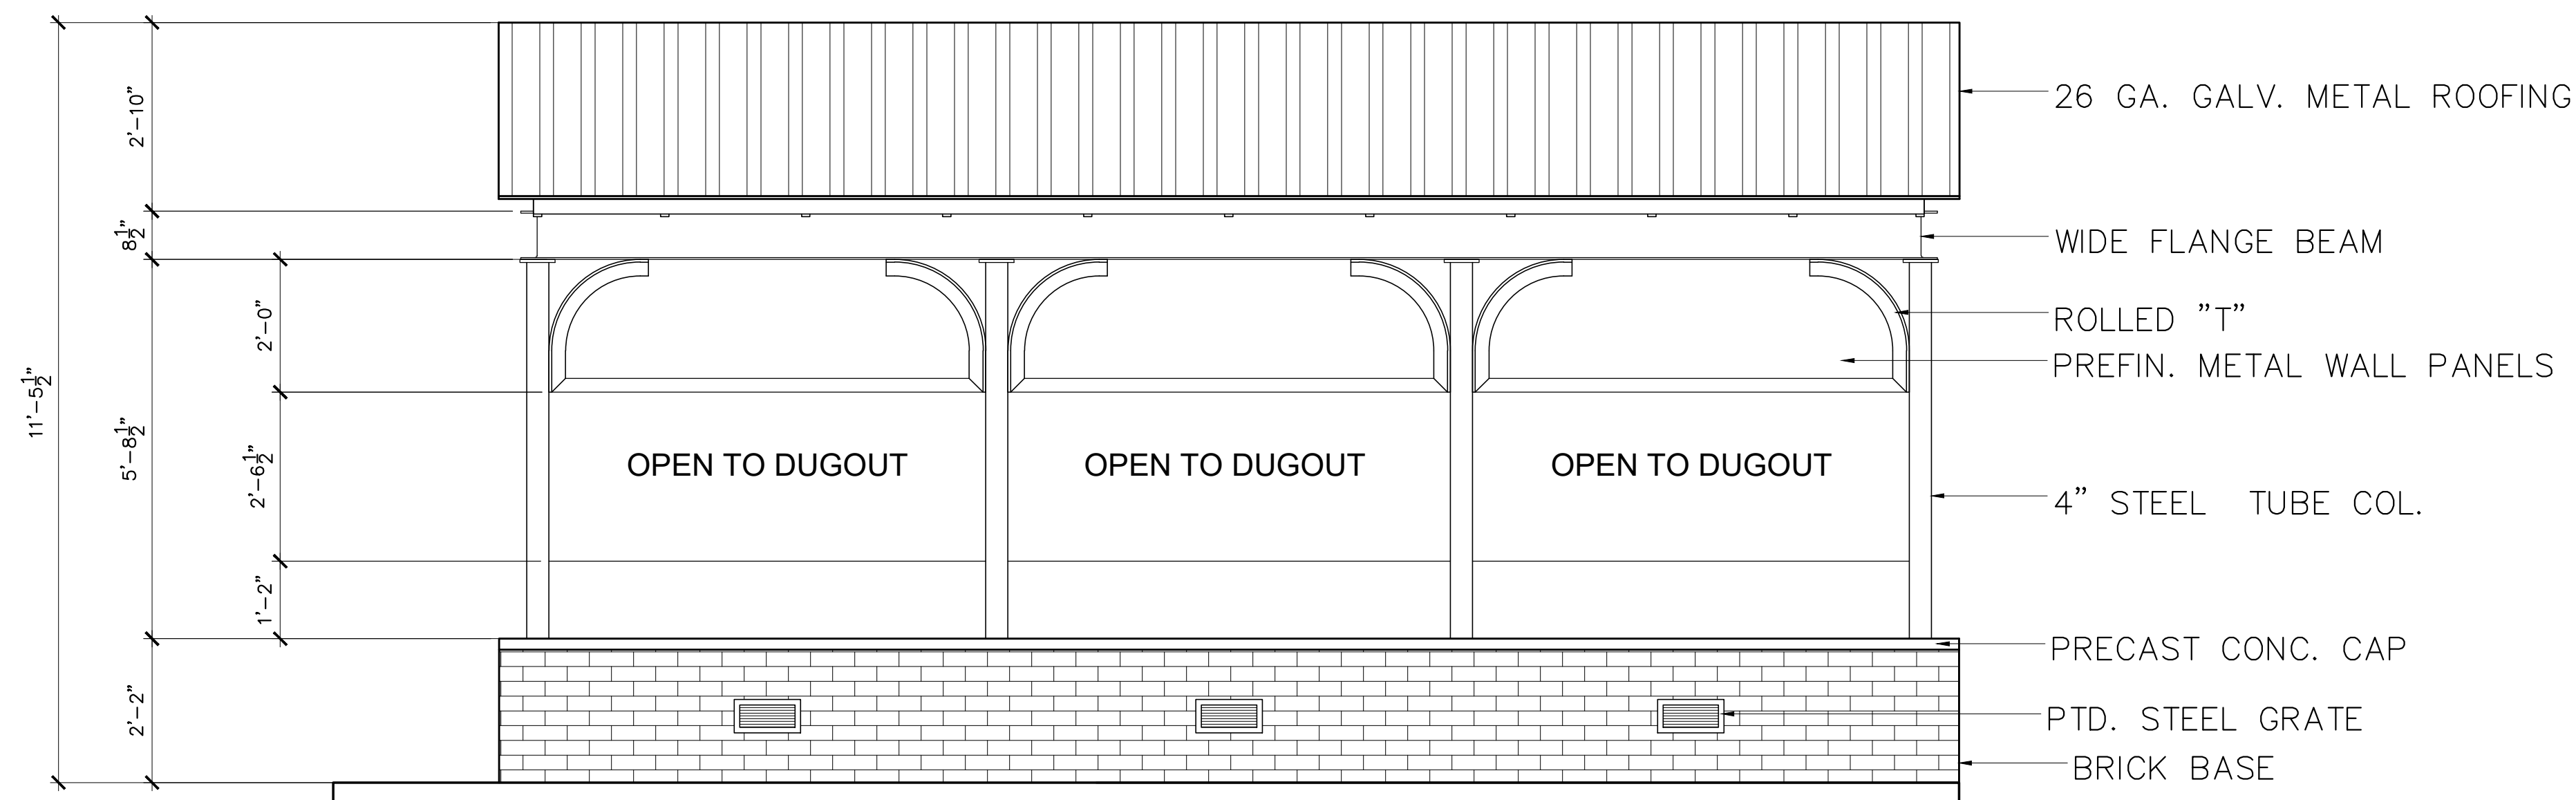 26 GA. GALV. METAL ROOFING
WIDE FLANGE BEAM
ROLLED ”T”
PREFIN. METAL WALL PANELS
4” STEEL  TUBE COL.
PRECAST CONC. CAP
PTD. STEEL GRATE
BRICK BASE
OPEN TO DUGOUT
OPEN TO DUGOUT
OPEN TO DUGOUT
11'–5½”
2'–10”
8½”
5'–8½”
2'–2”
2'–0”
2'–6½”
1'–2”